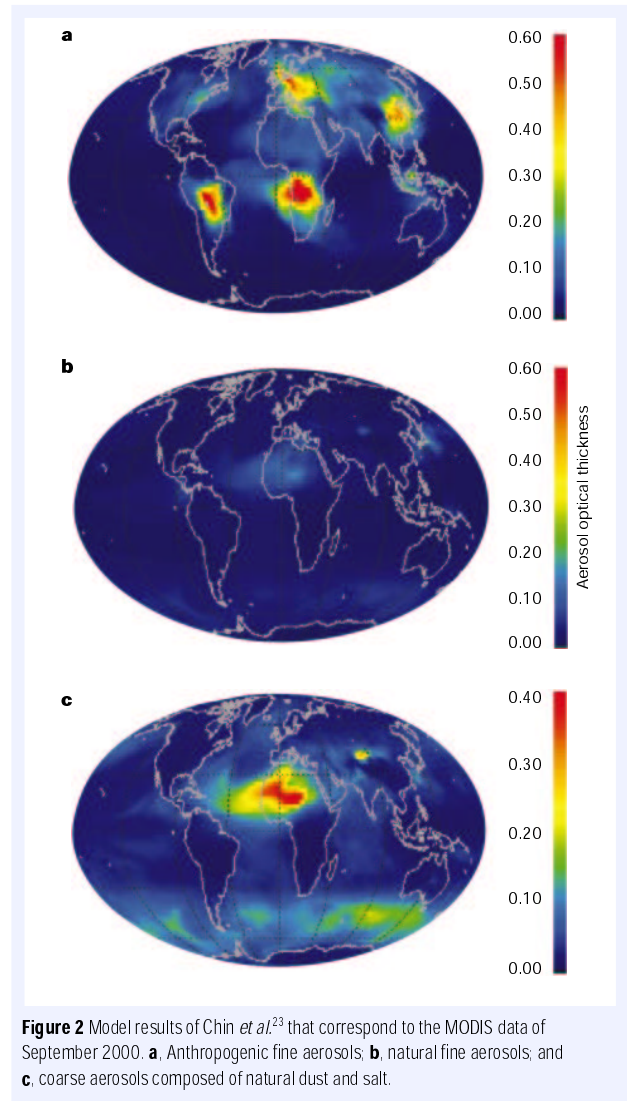 a
0.60
0.50
0.40
0.30
0.20
0.10
0.00
b
0.60
0.50
0.40
0.30
0.20
0.10
0.00
Aerosol optical thickness
c
0.40
0.30
0.20
0.10
0.00
Figure 2 Model results of Chin et al.23 that correspond to the MODIS data of
September 2000. a, Anthropogenic fine aerosols; b, natural fine aerosols; and
c, coarse aerosols composed of natural dust and salt.